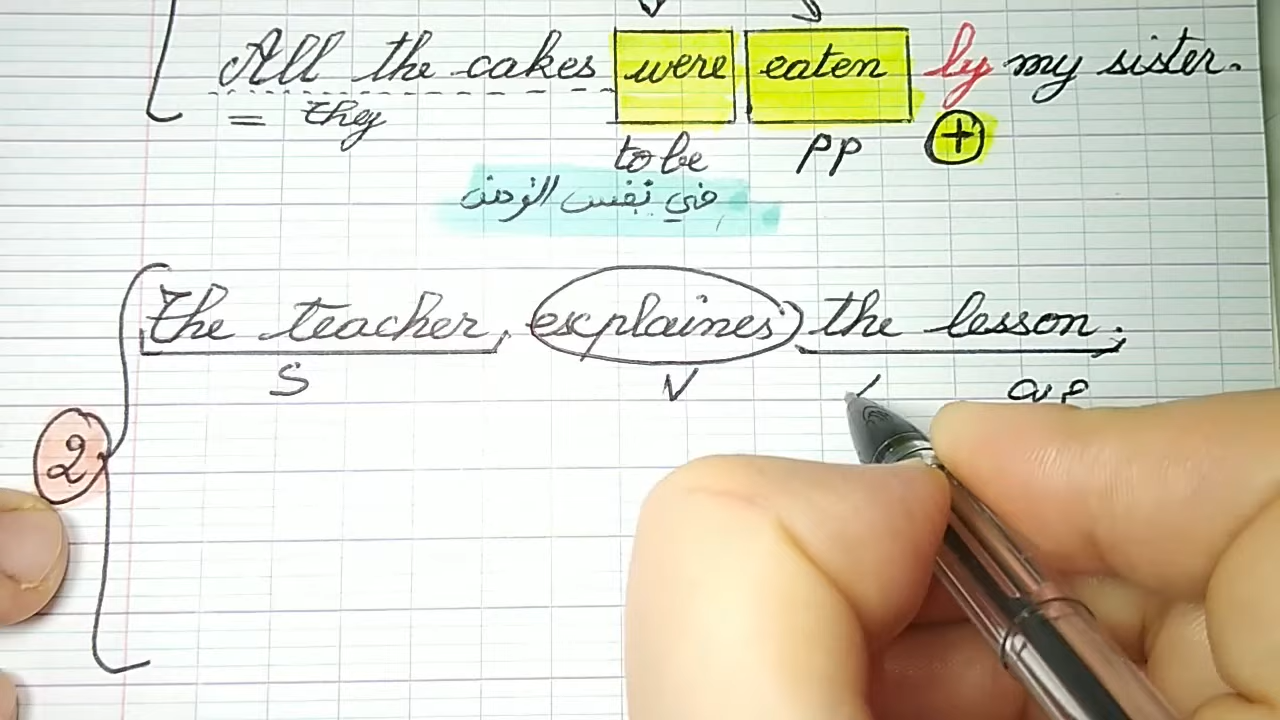 All the cakes were eaten by my sister.
= they
to be PP +
في نفس الزمن
The teacher explaines the lesson.
S V
2